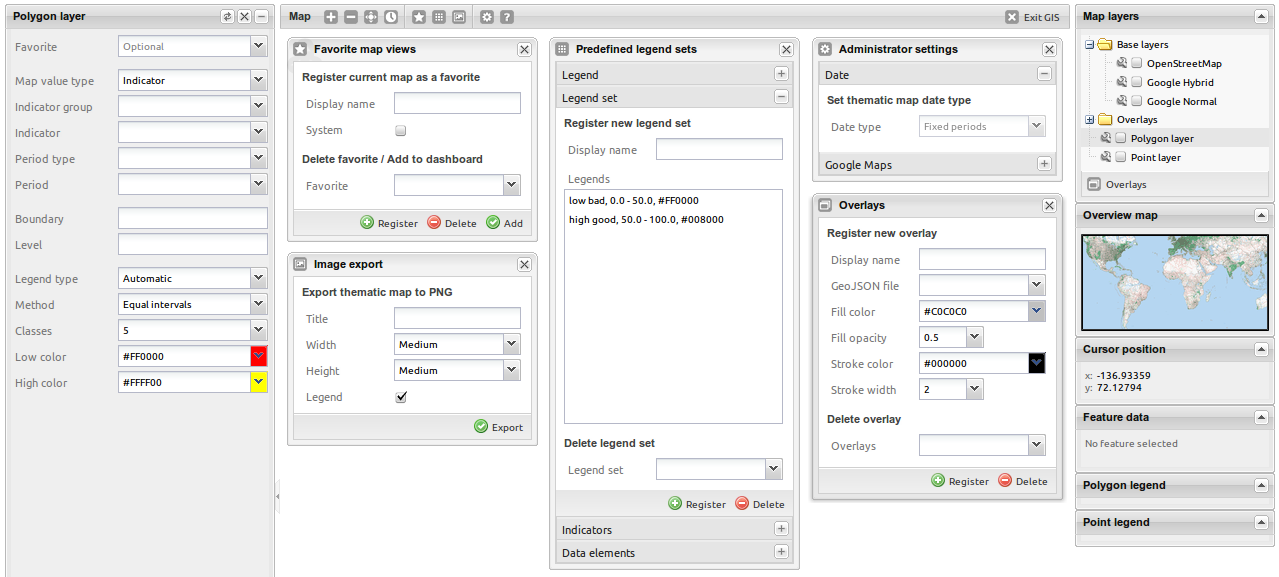 Polygon layer
Favorite Optional
Map value type Indicator
Indicator group
Indicator
Period type
Period
Boundary
Level
Legend type Automatic
Method Equal intervals
Classes 5
Low color #FF0000
High color #FFFF00
Map Exit GIS
Favorite map views
Register current map as a favorite
Display name
System
Delete favorite / Add to dashboard
Favorite
Register Delete Add
Image export
Export thematic map to PNG
Title
Width Medium
Height Medium
Legend
Export
Predefined legend sets
Legend
Legend set
Register new legend set
Display name
Legends
low bad, 0.0 - 50.0, #FF0000
high good, 50.0 - 100.0, #008000
Delete legend set
Legend set
Register Delete
Indicators
Data elements
Administrator settings
Date
Set thematic map date type
Date type Fixed periods
Google Maps
Overlays
Register new overlay
Display name
GeoJSON file
Fill color #C0C0C0
Fill opacity 0.5
Stroke color #000000
Stroke width 2
Delete overlay
Overlays
Register Delete
Map layers
Base layers
OpenStreetMap
Google Hybrid
Google Normal
Overlays
Polygon layer
Point layer
Overlays
Overview map
Cursor position
x: -136.93359
y: 72.12794
Feature data
No feature selected
Polygon legend
Point legend